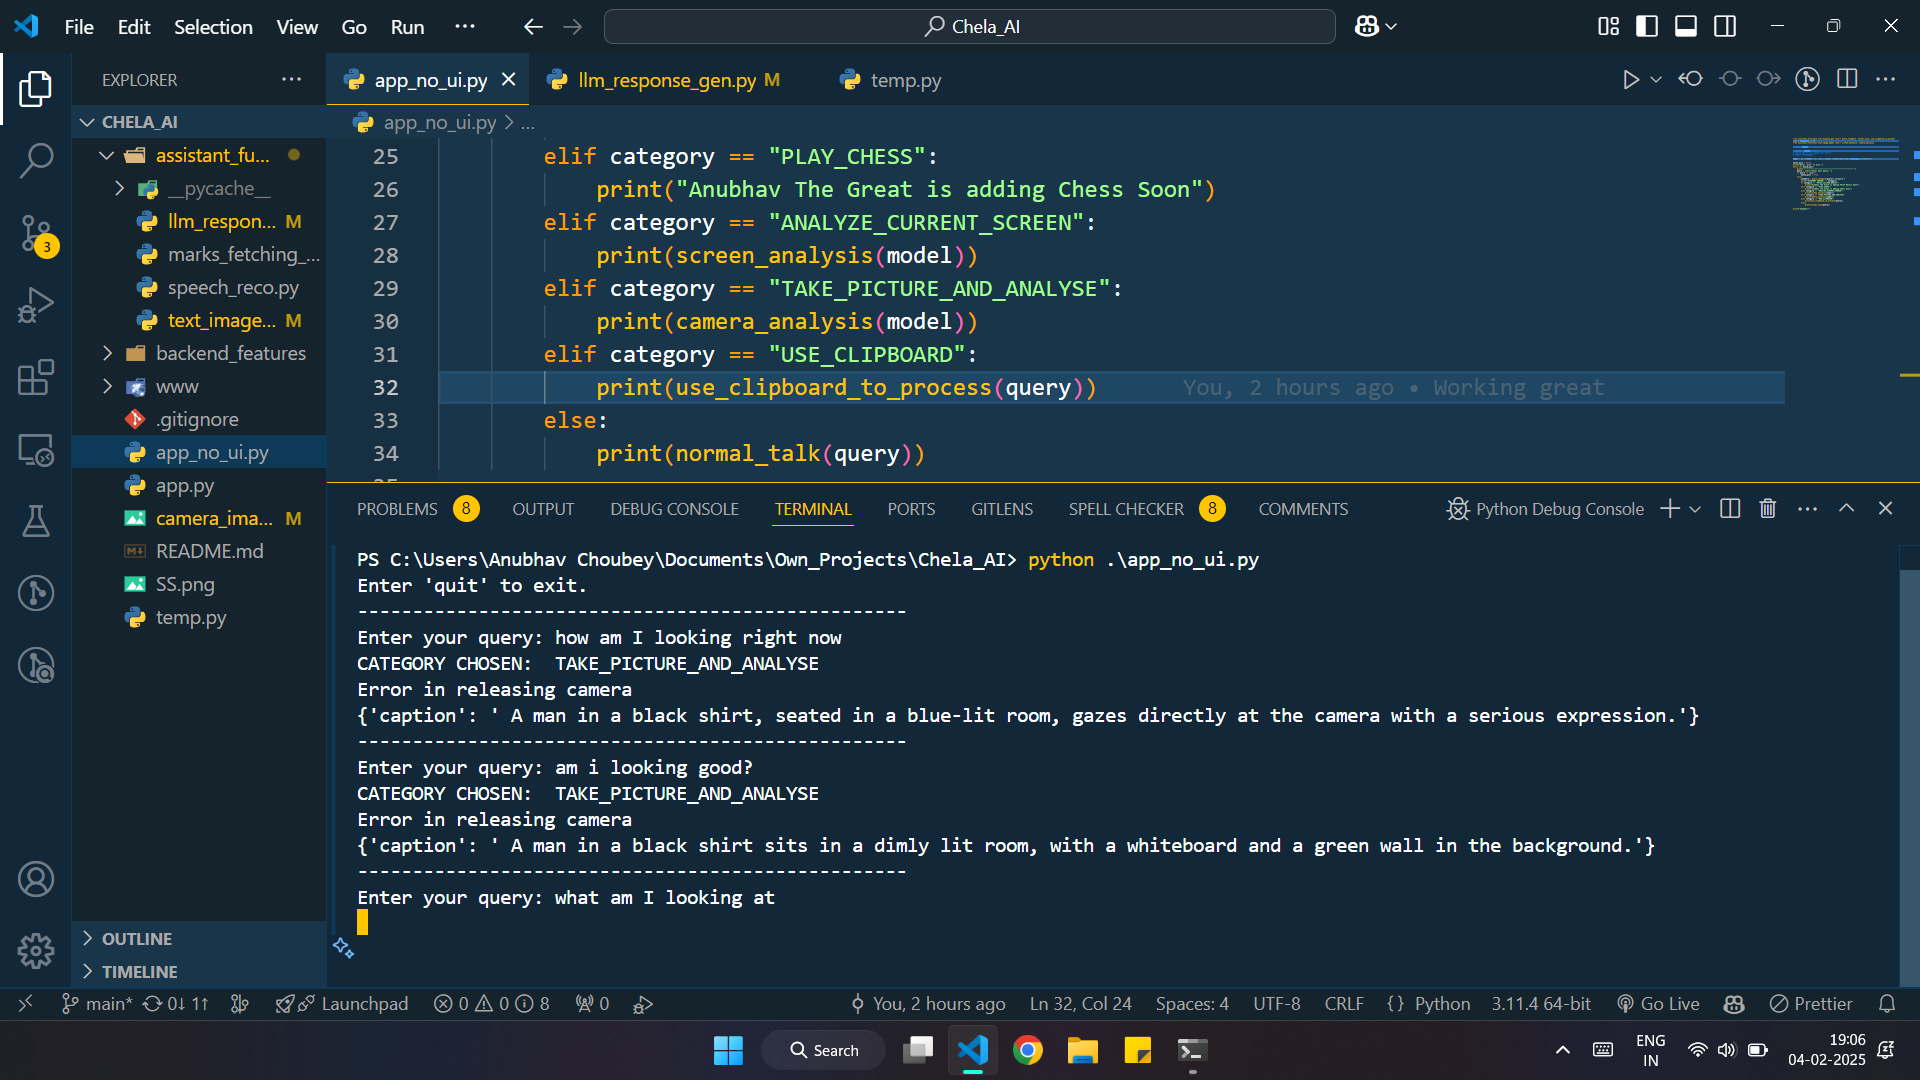 File Edit Selection View Go Run ···
Chela_AI
EXPLORER
CHELA_AI
assistant_fu...
__pycache__
llm_respon... M
marks_fetching_...
speech_reco.py
text_image... M
backend_features
www
.gitignore
app_no_ui.py
app.py
camera_ima... M
README.md
SS.png
temp.py
OUTLINE
TIMELINE
3
app_no_ui.py
llm_response_gen.py M
temp.py
app_no_ui.py > ...
25 elif category == "PLAY_CHESS":
26 print("Anubhav The Great is adding Chess Soon")
27 elif category == "ANALYZE_CURRENT_SCREEN":
28 print(screen_analysis(model))
29 elif category == "TAKE_PICTURE_AND_ANALYSE":
30 print(camera_analysis(model))
31 elif category == "USE_CLIPBOARD":
32 print(use_clipboard_to_process(query)) You, 2 hours ago • Working great
33 else:
34 print(normal_talk(query))
PROBLEMS 8 OUTPUT DEBUG CONSOLE TERMINAL PORTS GITLENS SPELL CHECKER 8 COMMENTS Python Debug Console
PS C:\Users\Anubhav Choubey\Documents\Own_Projects\Chela_AI> python .\app_no_ui.py
Enter 'quit' to exit.
--------------------------------------------------
Enter your query: how am I looking right now
CATEGORY CHOSEN:  TAKE_PICTURE_AND_ANALYSE
Error in releasing camera
{'caption': ' A man in a black shirt, seated in a blue-lit room, gazes directly at the camera with a serious expression.'}
--------------------------------------------------
Enter your query: am i looking good?
CATEGORY CHOSEN:  TAKE_PICTURE_AND_ANALYSE
Error in releasing camera
{'caption': ' A man in a black shirt sits in a dimly lit room, with a whiteboard and a green wall in the background.'}
--------------------------------------------------
Enter your query: what am I looking at
main* 0↓ 1↑ Launchpad 0 0 8 0 You, 2 hours ago Ln 32, Col 24 Spaces: 4 UTF-8 CRLF {} Python 3.11.4 64-bit Go Live Prettier
Search
ENG
IN
19:06
04-02-2025